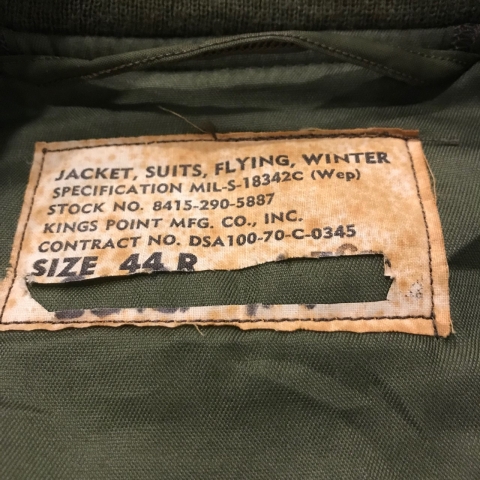 JACKET, SUITS, FLYING, WINTER
SPECIFICATION MIL-S-18342C (Wep)
STOCK NO. 8415-290-5887
KINGS POINT MFG. CO., INC.
CONTRACT NO. DSA100-70-C-0345
SIZE 44 R